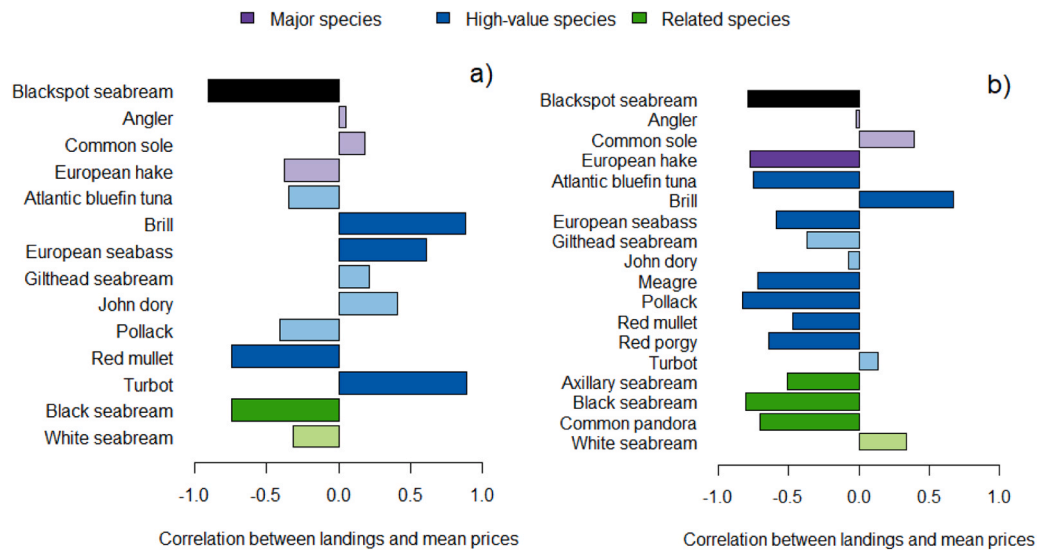 Major species High-value species Related species
a)
Blackspot seabream
Angler
Common sole
European hake
Atlantic bluefin tuna
Brill
European seabass
Gilthead seabream
John dory
Pollack
Red mullet
Turbot
Black seabream
White seabream
-1.0 -0.5 0.0 0.5 1.0
Correlation between landings and mean prices
b)
Blackspot seabream
Angler
Common sole
European hake
Atlantic bluefin tuna
Brill
European seabass
Gilthead seabream
John dory
Meagre
Pollack
Red mullet
Red porgy
Turbot
Axillary seabream
Black seabream
Common pandora
White seabream
-1.0 -0.5 0.0 0.5 1.0
Correlation between landings and mean prices